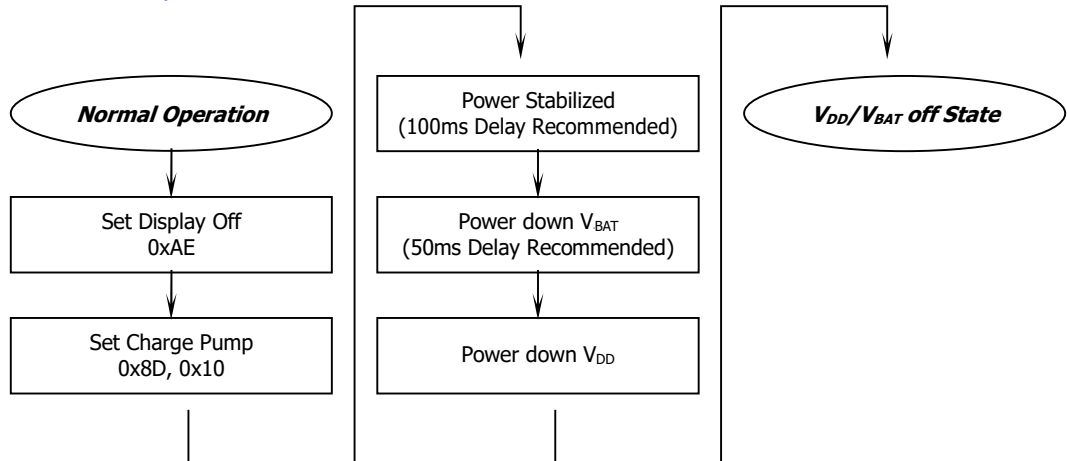 Normal Operation
Set Display Off
0xAE
Set Charge Pump
0x8D, 0x10
Power Stabilized
(100ms Delay Recommended)
Power down VBAT
(50ms Delay Recommended)
Power down VDD
VDD/VBAT off State